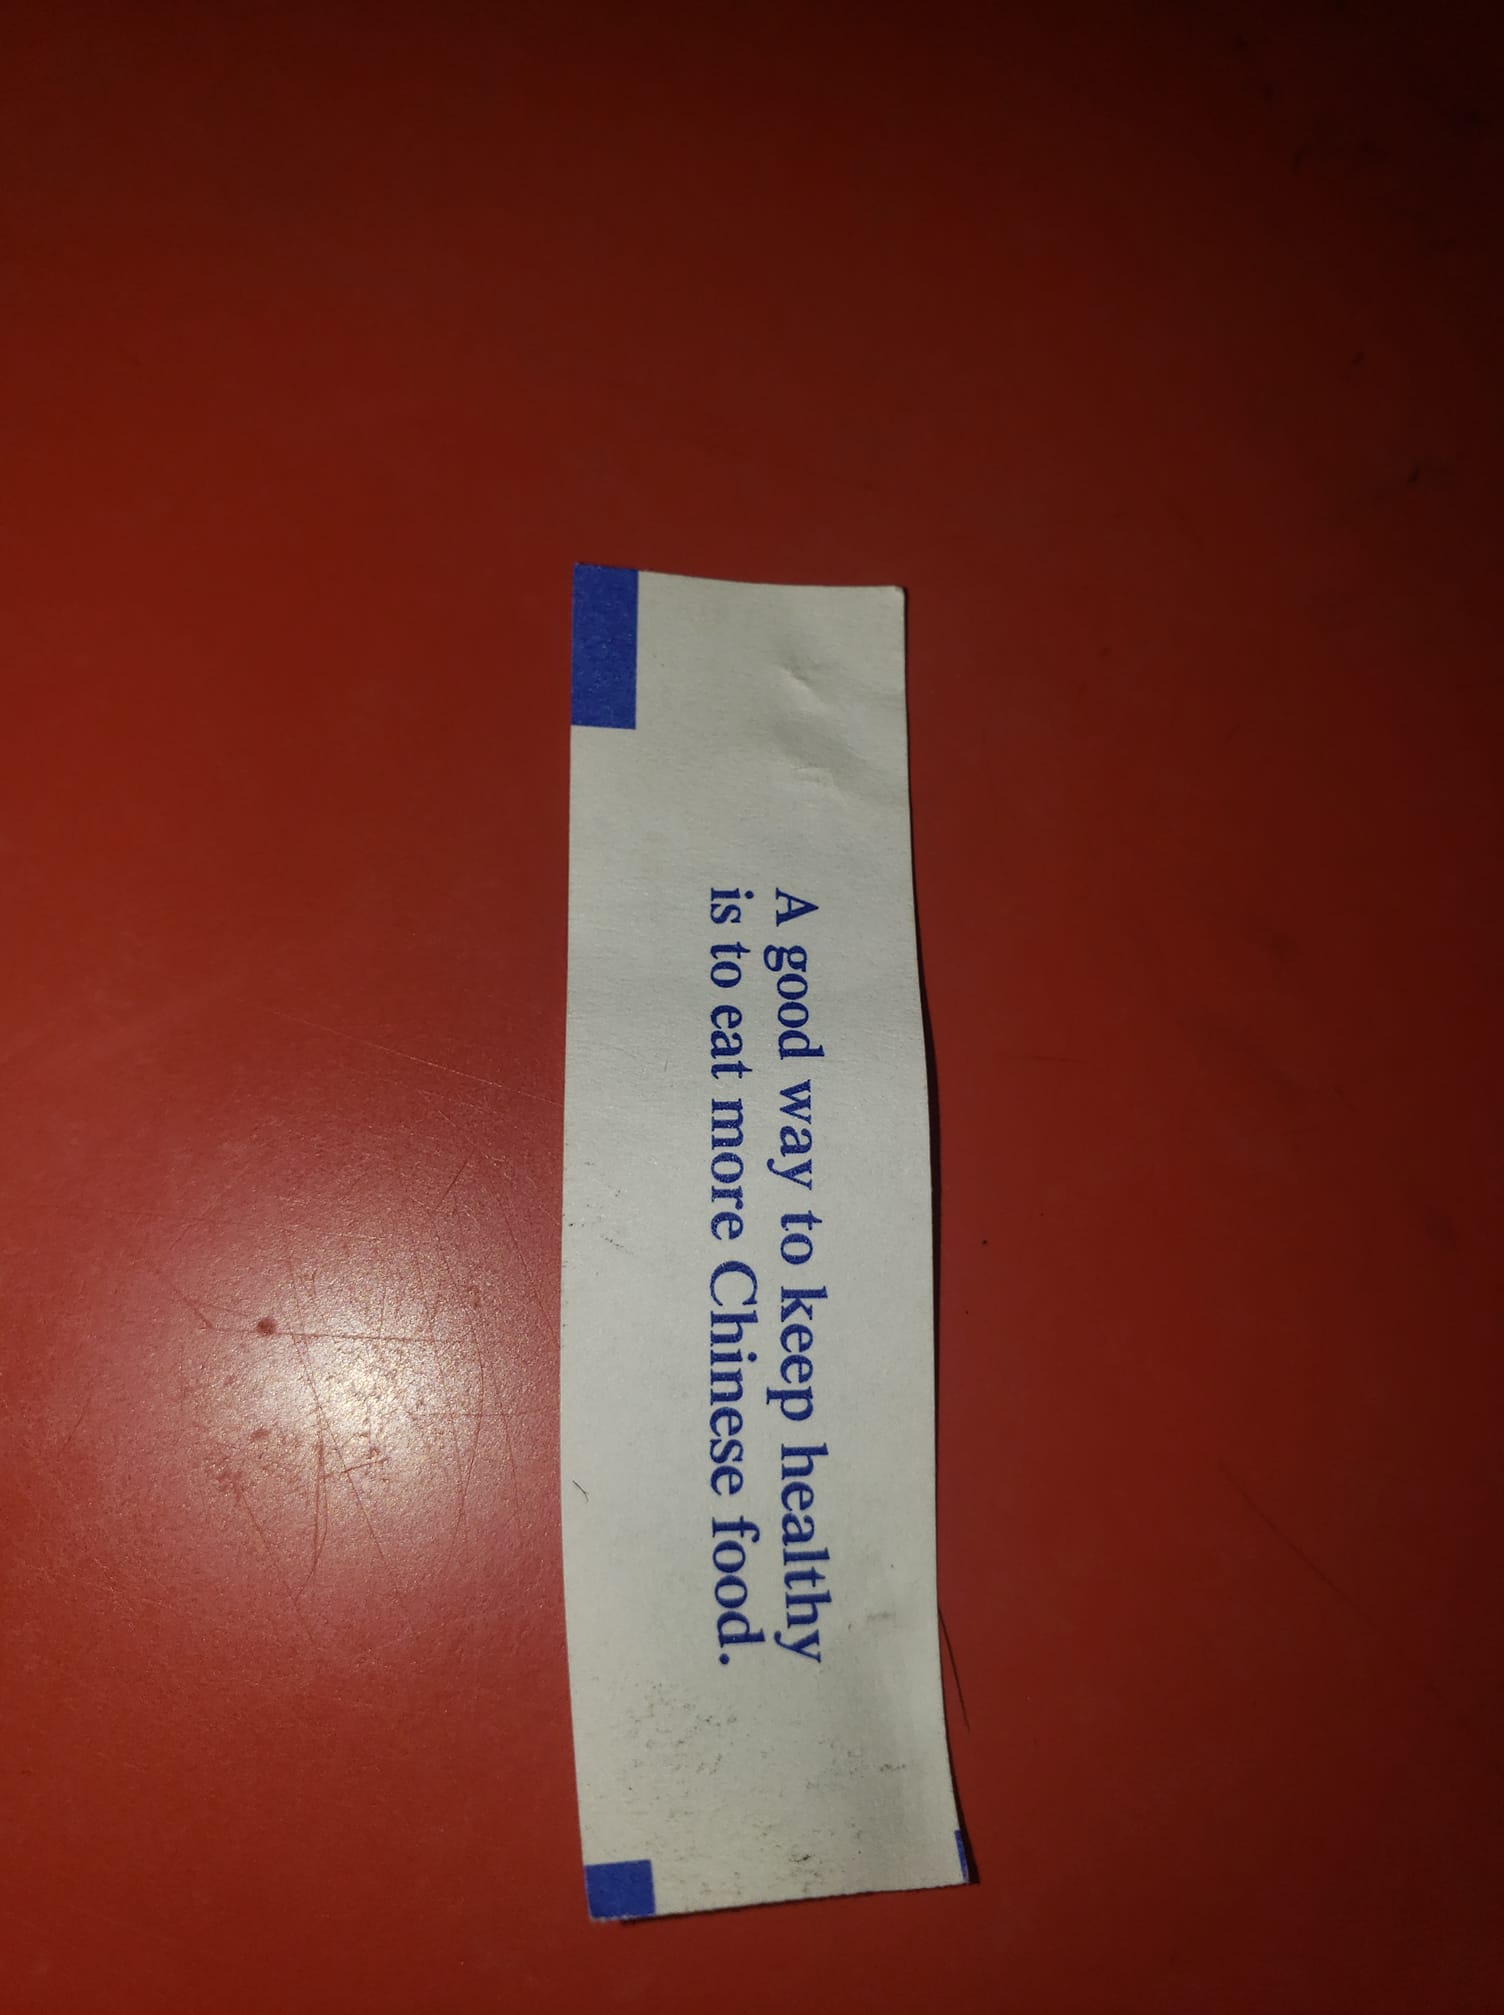 A good way to keep healthy
is to eat more Chinese food.